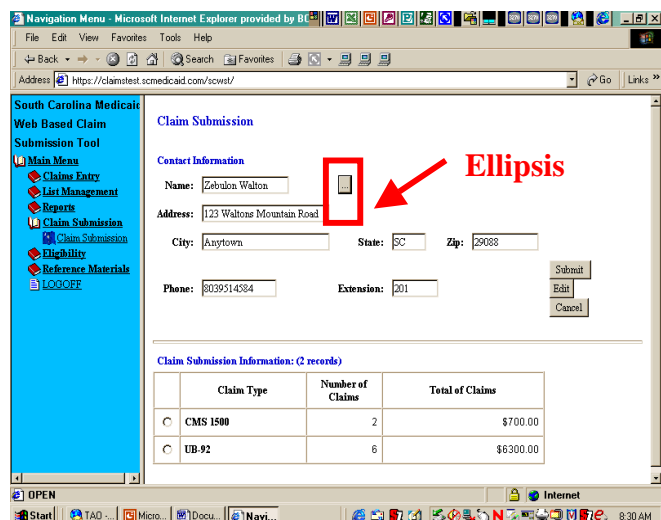 Navigation Menu - Microsoft Internet Explorer provided by BC
File Edit View Favorites Tools Help
Back Search Favorites
Address https://claimstest.scmedicaid.com/scwst/ Go Links »
South Carolina Medicaid
Web Based Claim
Submission Tool
Main Menu
Claims Entry
List Management
Reports
Claim Submission
Claim Submission
Eligibility
Reference Materials
LOGOFF
Claim Submission
Contact Information
Name: Zebulon Walton ...
Ellipsis
Address: 123 Waltons Mountain Road
City: Anytown State: SC Zip: 29088
Phone: 8039514584 Extension: 201
Submit
Edit
Cancel
Claim Submission Information: (2 records)
Claim Type Number of Claims Total of Claims
CMS 1500 2 $700.00
UB-92 6 $6300.00
OPEN Internet
Start TAO -... Micro... Docu... Navi... 8:30 AM